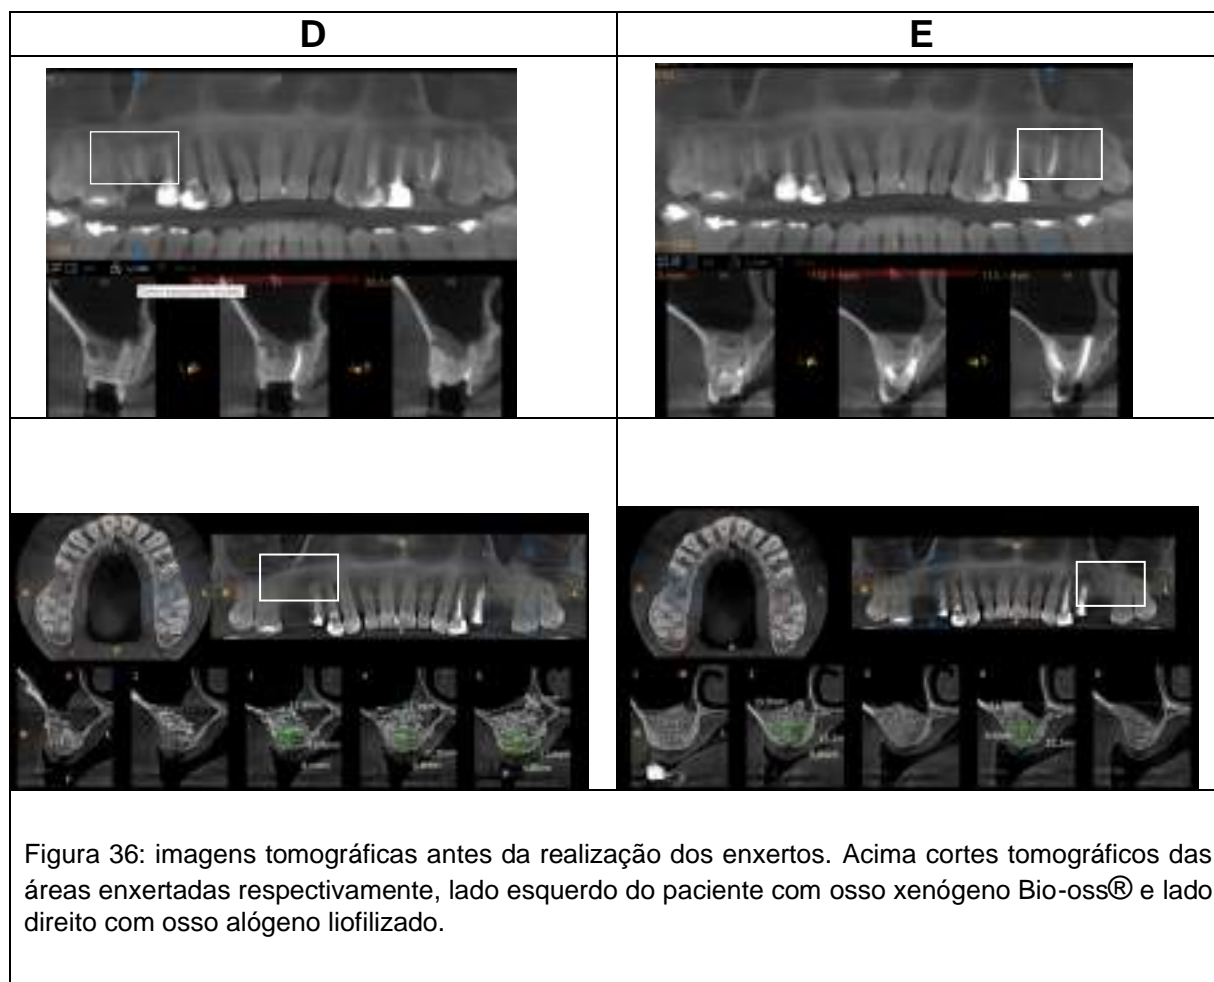 D
E
Figura 36: imagens tomográficas antes da realização dos enxertos. Acima cortes tomográficos das
áreas enxertadas respectivamente, lado esquerdo do paciente com osso xenógeno Bio-oss® e lado
direito com osso alógeno liofilizado.